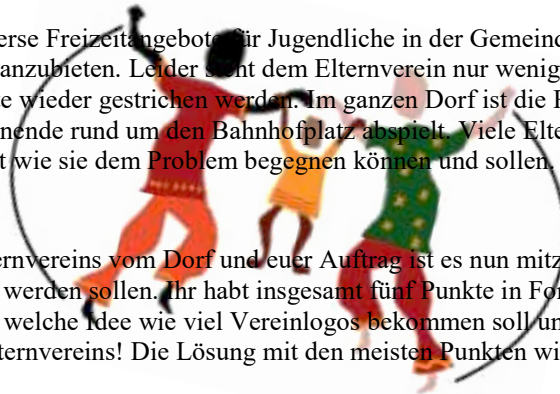 erse Freizeitangebote für Jugendliche in der Gemeind
anzubieten. Leider steht dem Elternverein nur wenig
te wieder gestrichen werden. Im ganzen Dorf ist die
nende rund um den Bahnhofplatz abspielt. Viele Elte
t wie sie dem Problem begegnen können und sollen.
ernvereins vom Dorf und euer Auftrag ist es nun mitz
werden sollen. Ihr habt insgesamt fünf Punkte in Fo
welche Idee wie viel Vereinlogos bekommen soll un
ternvereins! Die Lösung mit den meisten Punkten wi